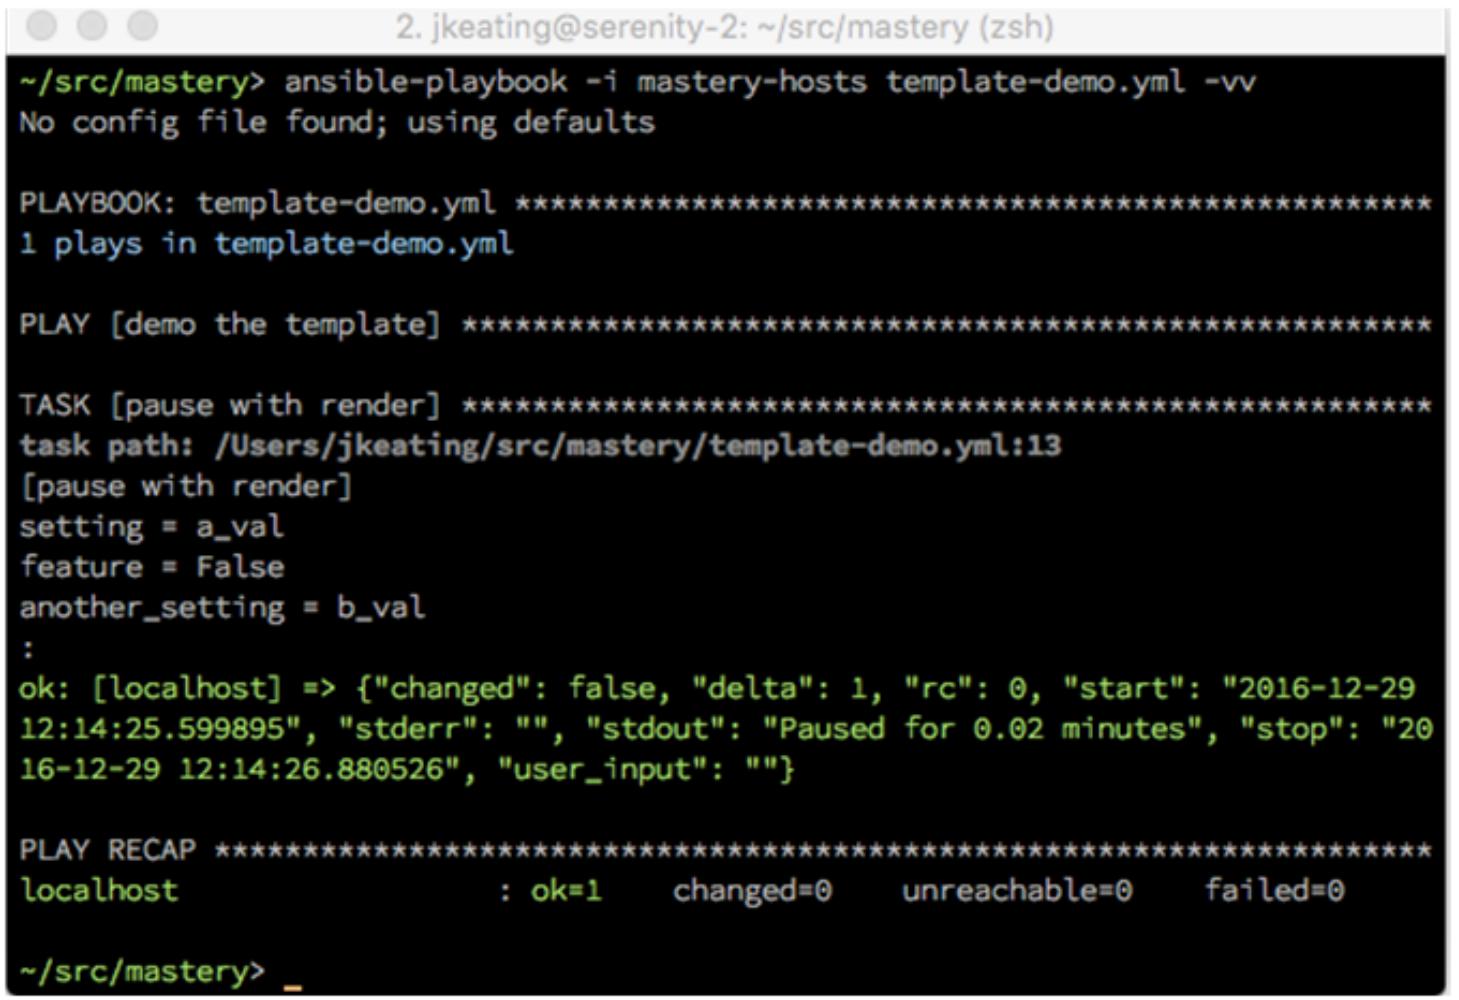 2. jkeating@serenity-2: ~/src/mastery (zsh)
~/src/mastery> ansible-playbook -i mastery-hosts template-demo.yml -vv
No config file found; using defaults
PLAYBOOK: template-demo.yml ****************************************************
1 plays in template-demo.yml
PLAY [demo the template] *******************************************************
TASK [pause with render] *******************************************************
task path: /Users/jkeating/src/mastery/template-demo.yml:13
[pause with render]
setting = a_val
feature = False
another_setting = b_val
:
ok: [localhost] => {"changed": false, "delta": 1, "rc": 0, "start": "2016-12-29
12:14:25.599895", "stderr": "", "stdout": "Paused for 0.02 minutes", "stop": "20
16-12-29 12:14:26.880526", "user_input": ""}
PLAY RECAP *********************************************************************
localhost                  : ok=1    changed=0    unreachable=0    failed=0
~/src/mastery> _